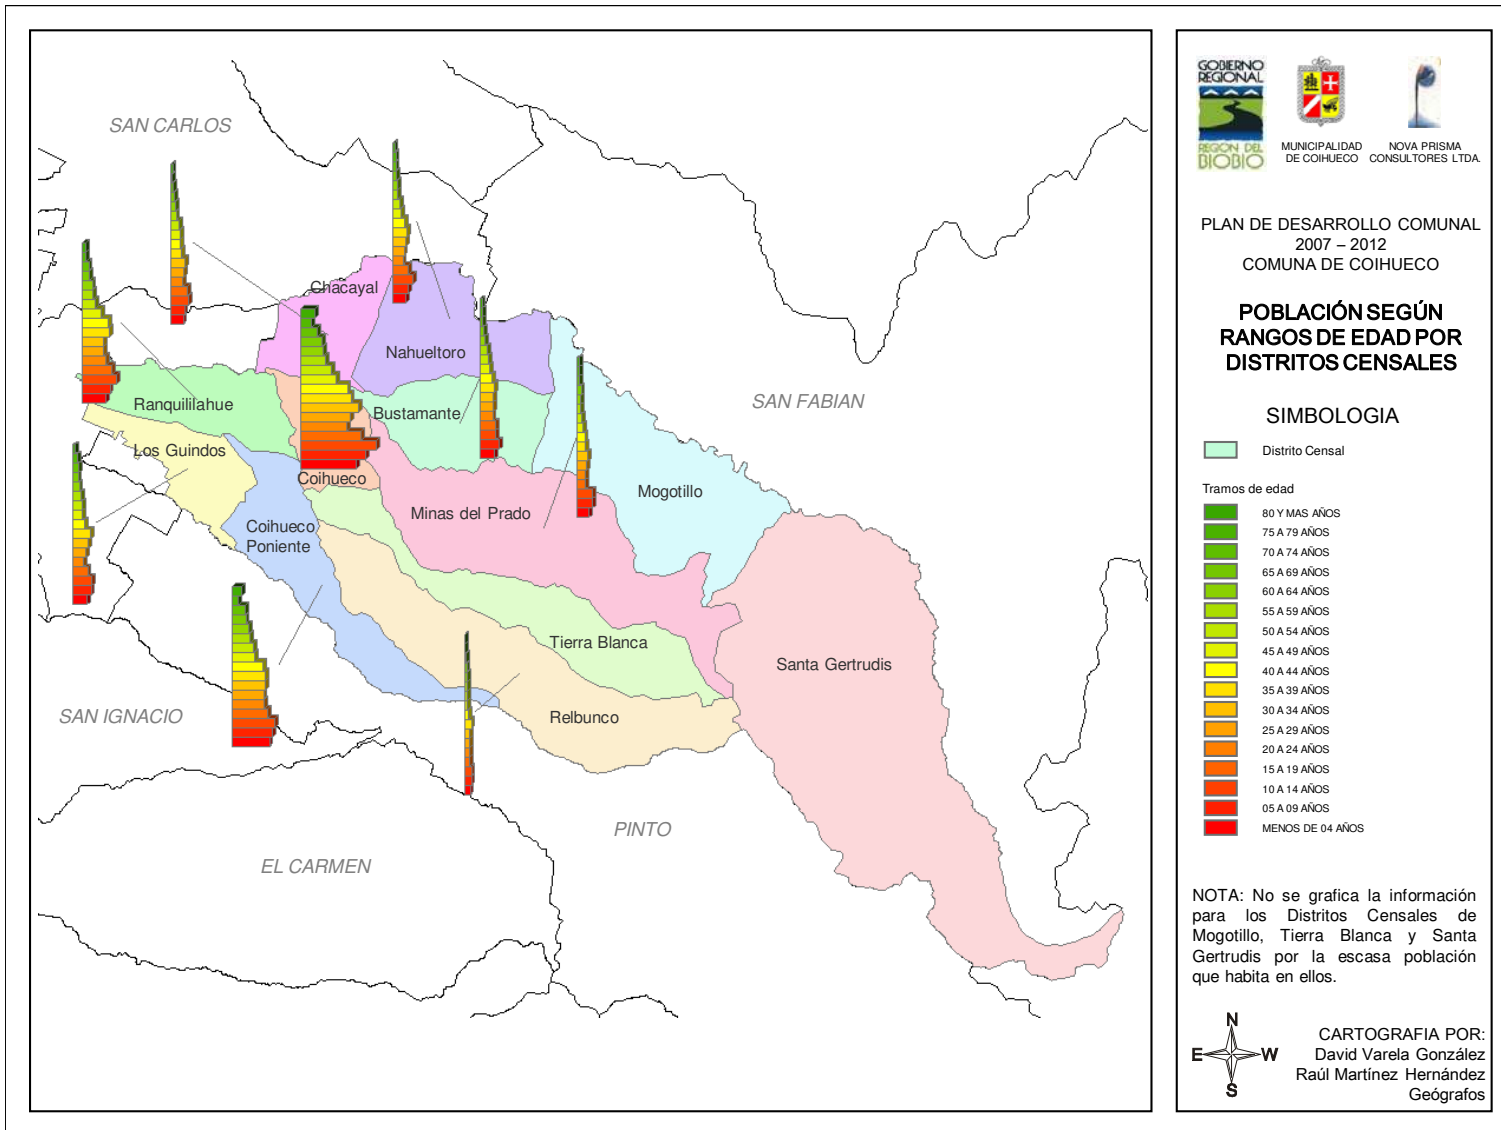 SAN CARLOS
Chacayal
Nahueltoro
SAN FABIAN
Ranquililahue
Bustamante
Los Guindos
Coihueco
Mogotillo
Minas del Prado
Coihueco
Poniente
Tierra Blanca
Santa Gertrudis
SAN IGNACIO
Relbunco
PINTO
EL CARMEN
GOBIERNO
REGIONAL
REGION DEL
BIOBIO
MUNICIPALIDAD
DE COIHUECO
NOVA PRISMA
CONSULTORES LTDA.
PLAN DE DESARROLLO COMUNAL
2007 – 2012
COMUNA DE COIHUECO
POBLACIÓN SEGÚN
RANGOS DE EDAD POR
DISTRITOS CENSALES
SIMBOLOGIA
Distrito Censal
Tramos de edad
80 Y MAS AÑOS
75 A 79 AÑOS
70 A 74 AÑOS
65 A 69 AÑOS
60 A 64 AÑOS
55 A 59 AÑOS
50 A 54 AÑOS
45 A 49 AÑOS
40 A 44 AÑOS
35 A 39 AÑOS
30 A 34 AÑOS
25 A 29 AÑOS
20 A 24 AÑOS
15 A 19 AÑOS
10 A 14 AÑOS
05 A 09 AÑOS
MENOS DE 04 AÑOS
NOTA: No se grafica la información
para los Distritos Censales de
Mogotillo, Tierra Blanca y Santa
Gertrudis por la escasa población
que habita en ellos.
N
E W
S
CARTOGRAFIA POR:
David Varela González
Raúl Martínez Hernández
Geógrafos